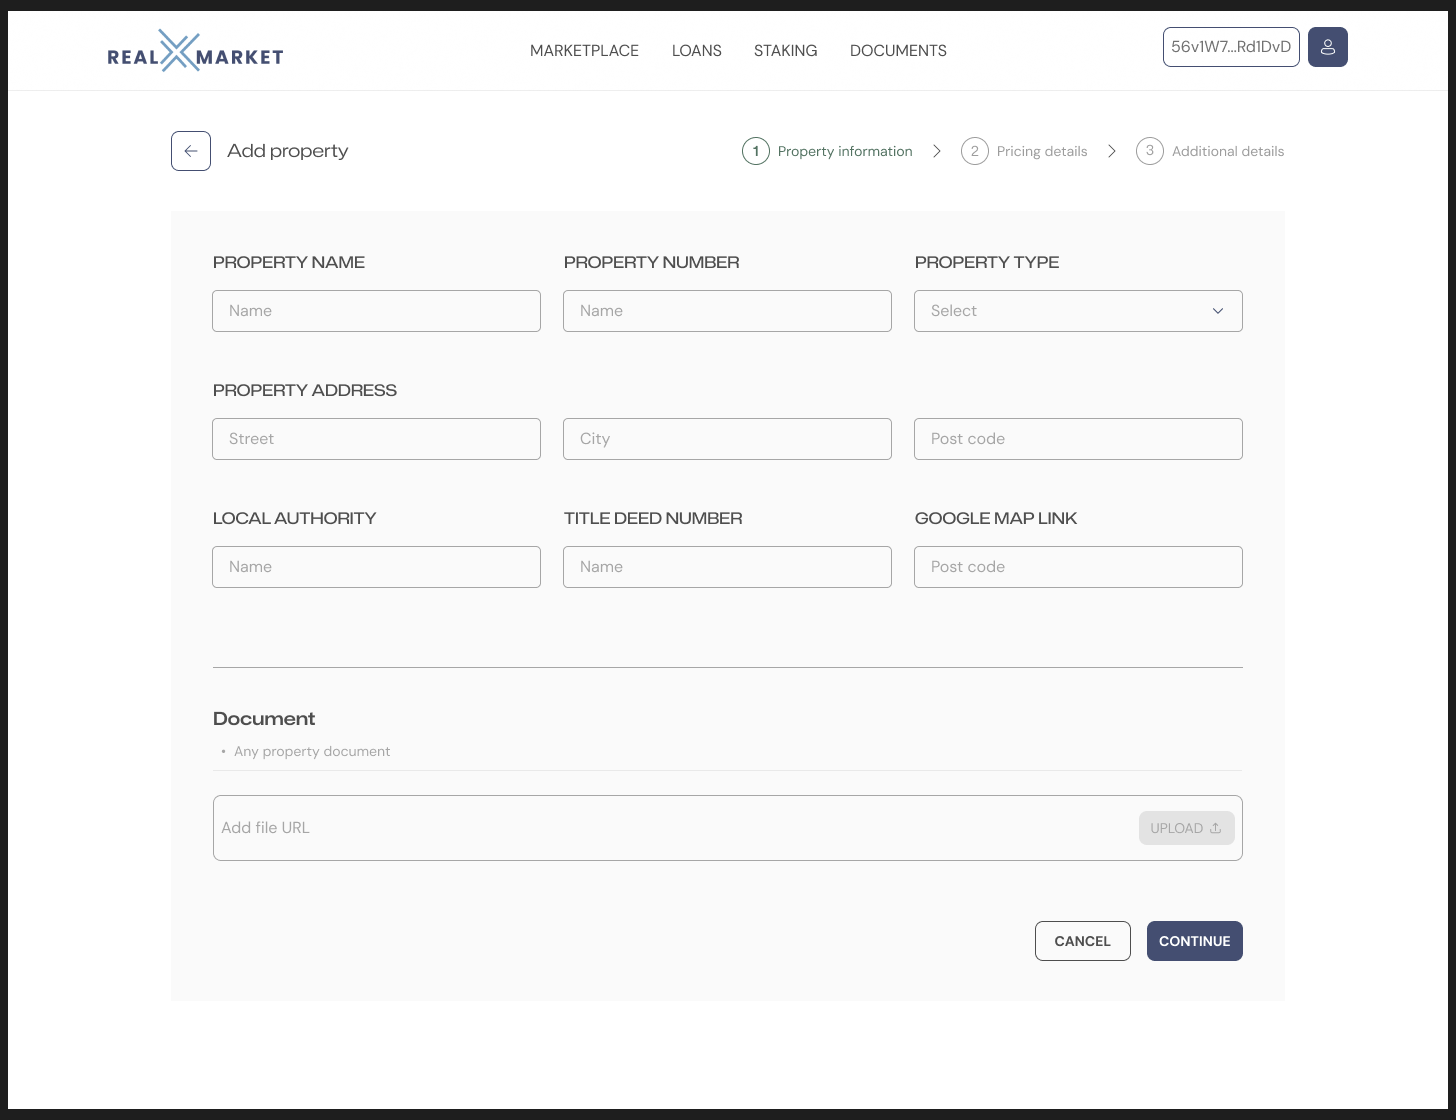 REAL MARKET
MARKETPLACE LOANS STAKING DOCUMENTS
56v1W7...Rd1DvD
Add property
1 Property information 2 Pricing details 3 Additional details
PROPERTY NAME PROPERTY NUMBER PROPERTY TYPE
Name Name Select
PROPERTY ADDRESS
Street City Post code
LOCAL AUTHORITY TITLE DEED NUMBER GOOGLE MAP LINK
Name Name Post code
Document
• Any property document
Add file URL UPLOAD
CANCEL CONTINUE